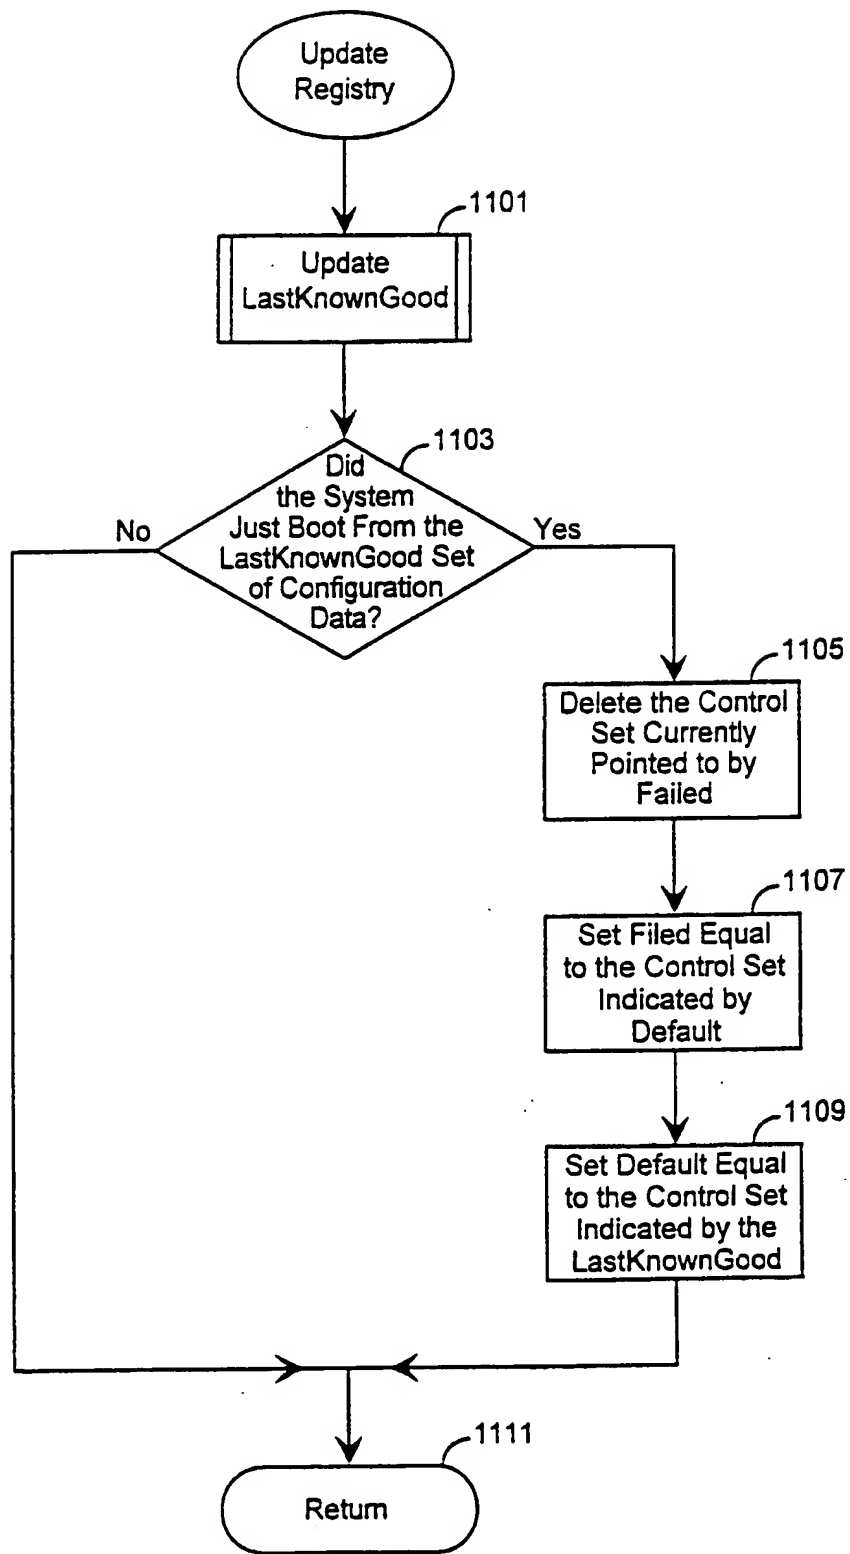 Update
Registry
1101
Update
LastKnownGood
1103
Did
the System
Just Boot From the
LastKnownGood Set
of Configuration
Data?
No
Yes
1105
Delete the Control
Set Currently
Pointed to by
Failed
1107
Set Filed Equal
to the Control Set
Indicated by
Default
1109
Set Default Equal
to the Control Set
Indicated by the
LastKnownGood
1111
Return